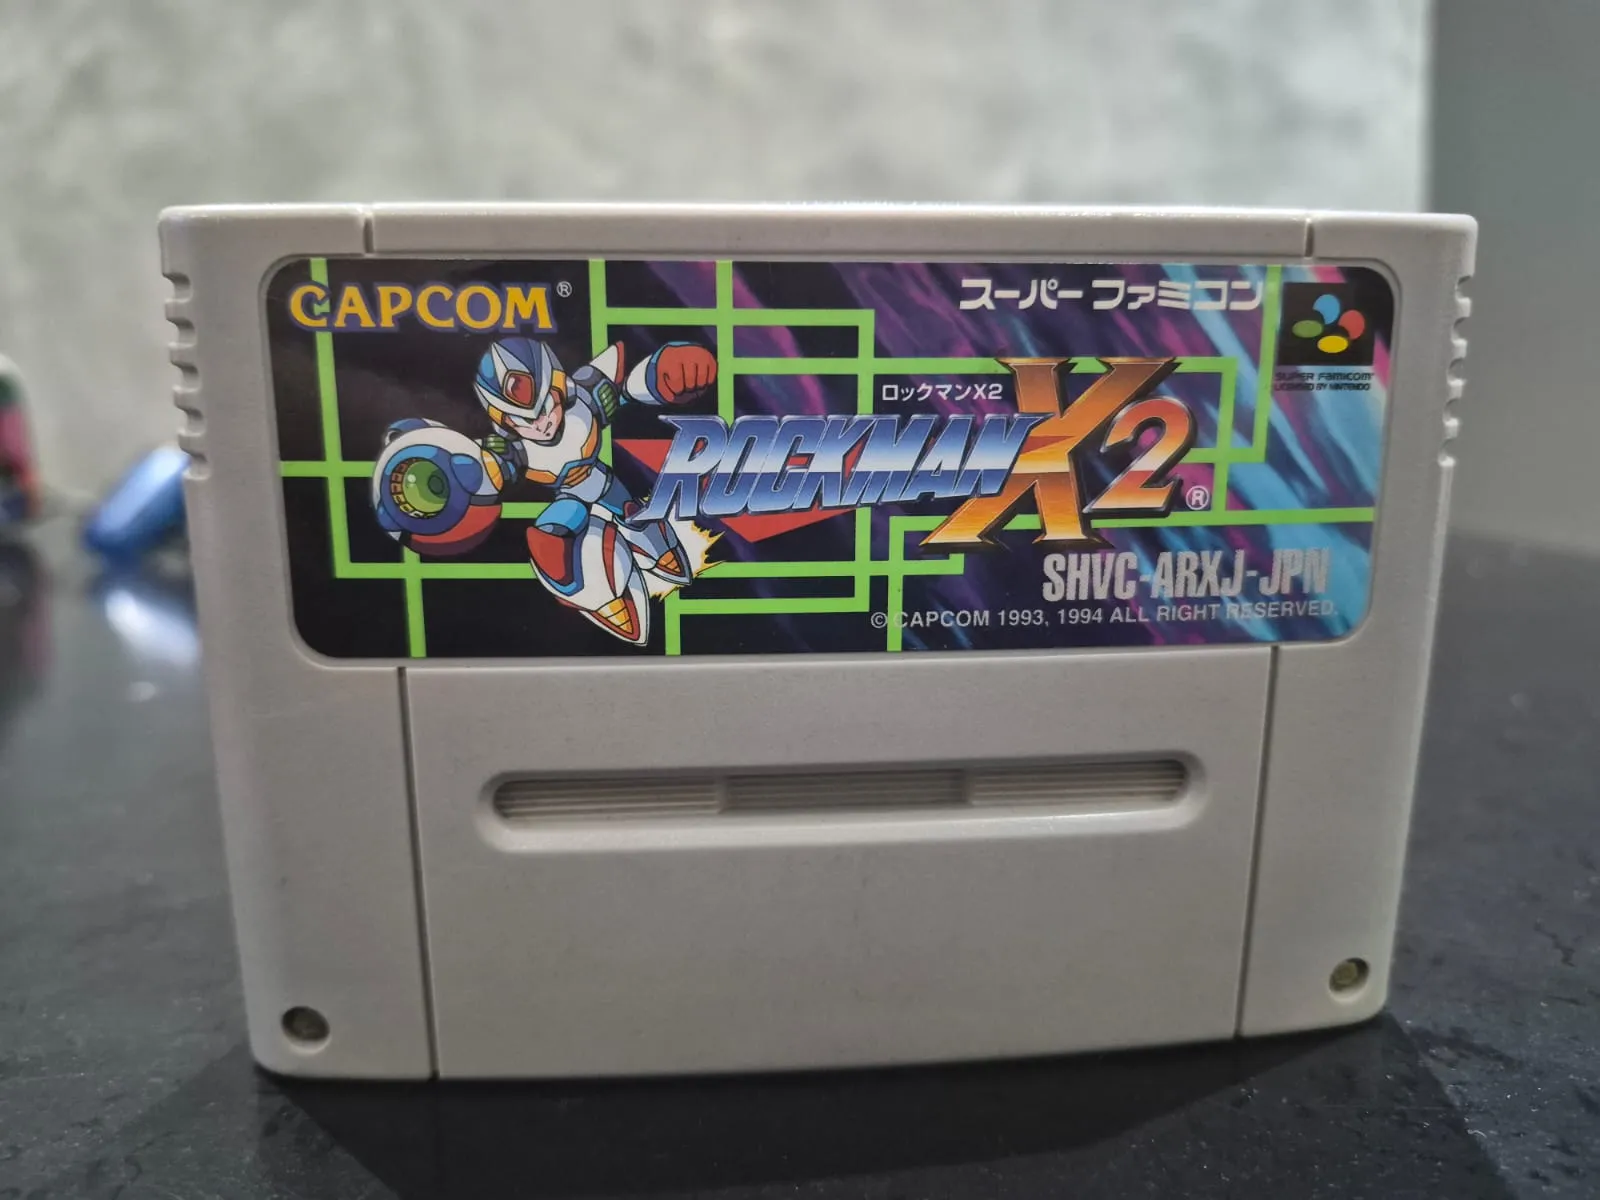 CAPCOM®
スーパーファミコン
SUPER FAMICOM
LICENSED BY NINTENDO
ロックマンX2
ROCKMAN X2®
SHVC-ARXJ-JPN
©CAPCOM 1993, 1994 ALL RIGHT RESERVED.